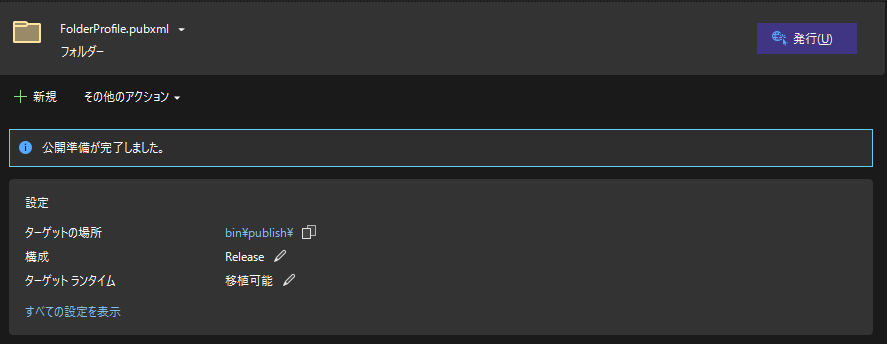 FolderProfile.pubxml
フォルダー
発行(U)
新規 その他のアクション
公開準備が完了しました。
設定
ターゲットの場所 bin¥publish¥
構成 Release
ターゲット ランタイム 移植可能
すべての設定を表示